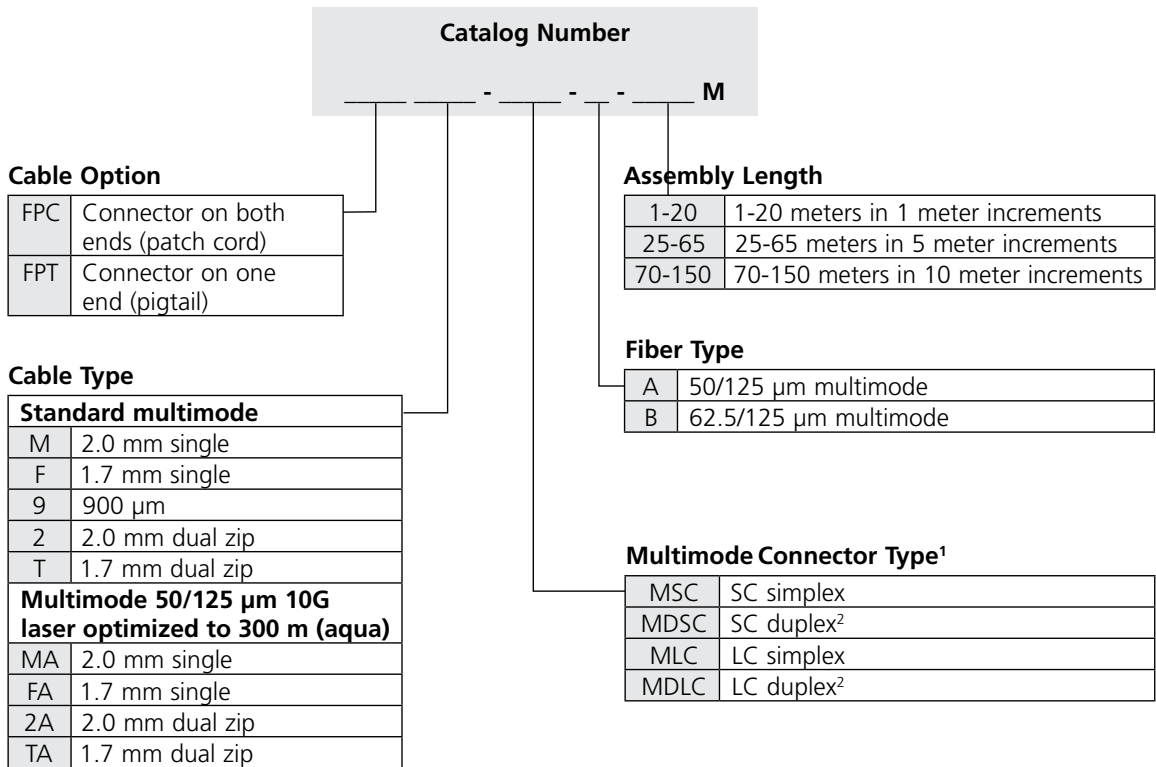 Catalog Number
____ ____ - ____ - __ - ____ M
Cable Option
FPC Connector on both
ends (patch cord)
FPT Connector on one
end (pigtail)
Cable Type
Standard multimode
M 2.0 mm single
F 1.7 mm single
9 900 µm
2 2.0 mm dual zip
T 1.7 mm dual zip
Multimode 50/125 µm 10G
laser optimized to 300 m (aqua)
MA 2.0 mm single
FA 1.7 mm single
2A 2.0 mm dual zip
TA 1.7 mm dual zip
Assembly Length
1-20 1-20 meters in 1 meter increments
25-65 25-65 meters in 5 meter increments
70-150 70-150 meters in 10 meter increments
Fiber Type
A 50/125 µm multimode
B 62.5/125 µm multimode
Multimode Connector Type¹
MSC SC simplex
MDSC SC duplex²
MLC LC simplex
MDLC LC duplex²